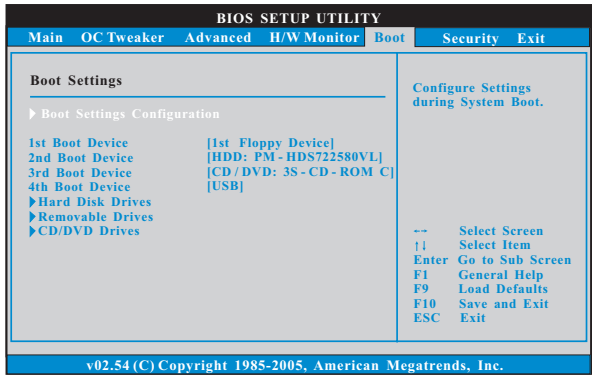 BIOS SETUP UTILITY
Main OC Tweaker Advanced H/W Monitor Boot Security Exit
Boot Settings
Boot Settings Configuration
1st Boot Device [1st Floppy Device]
2nd Boot Device [HDD: PM - HDS722580VL]
3rd Boot Device [CD / DVD: 3S - CD - ROM C]
4th Boot Device [USB]
Hard Disk Drives
Removable Drives
CD/DVD Drives
Configure Settings
during System Boot.
←→ Select Screen
↑↓ Select Item
Enter Go to Sub Screen
F1 General Help
F9 Load Defaults
F10 Save and Exit
ESC Exit
v02.54 (C) Copyright 1985-2005, American Megatrends, Inc.